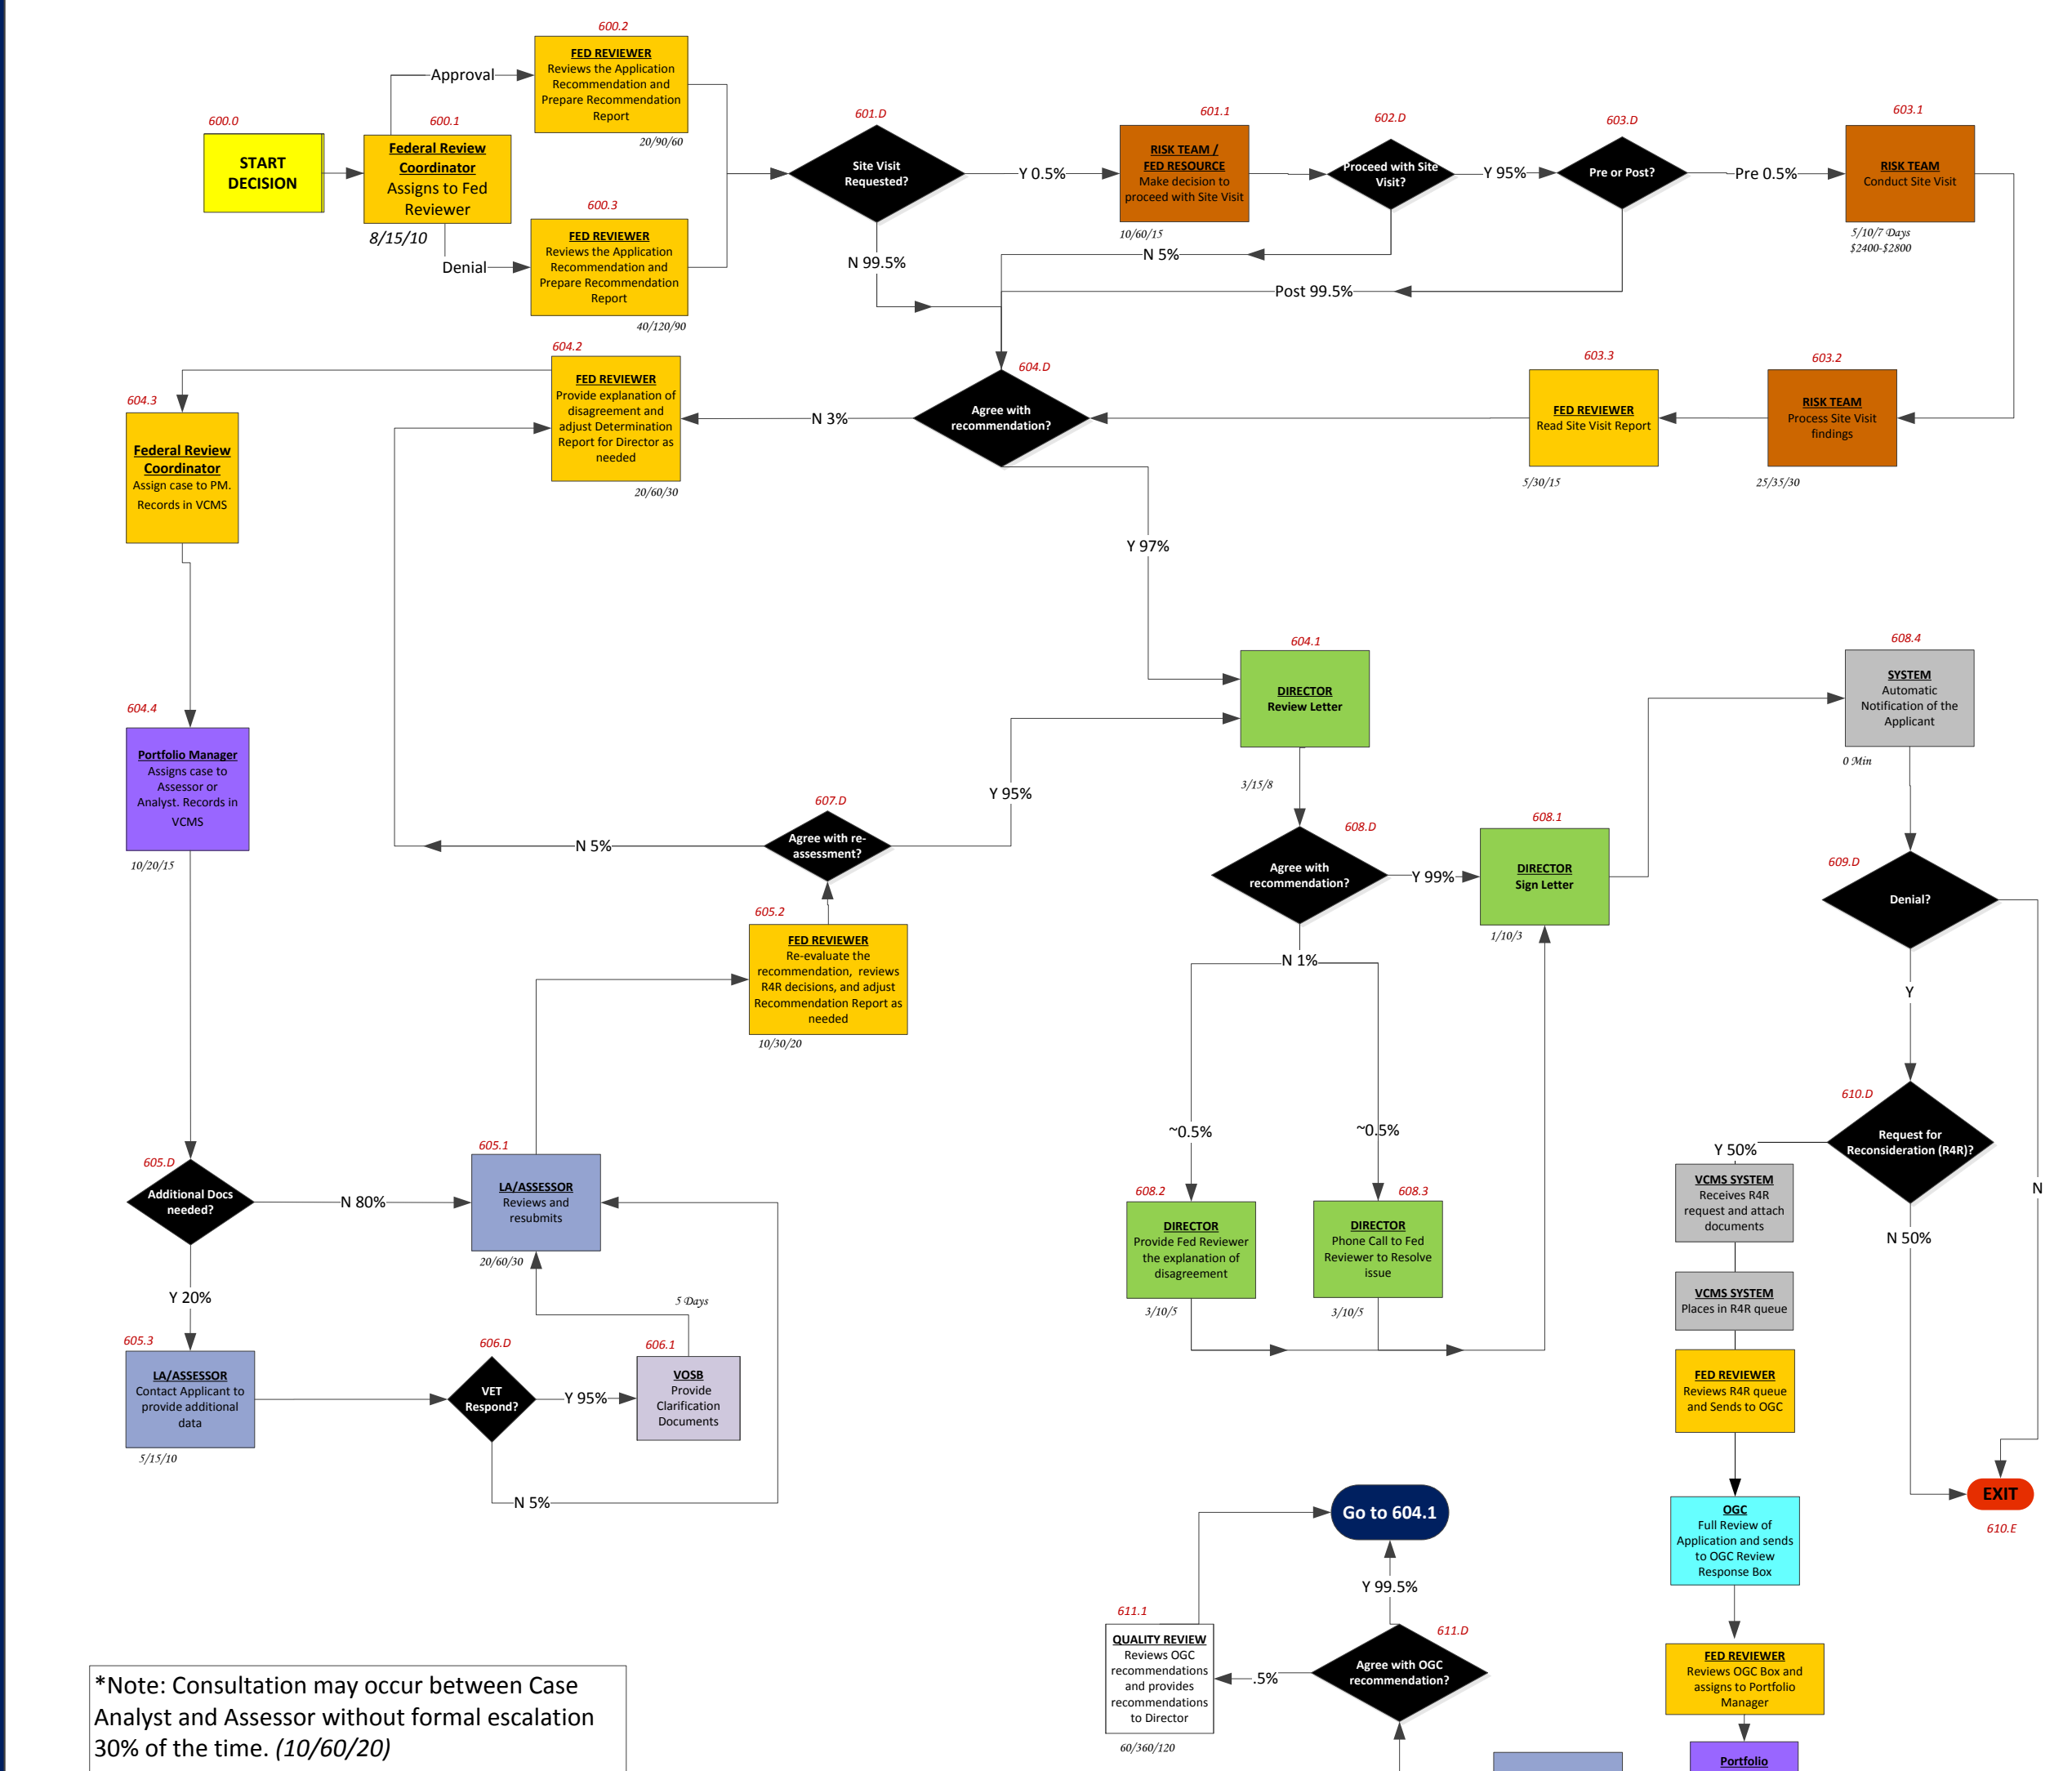 600.0
START
DECISION
600.1
Federal Review
Coordinator
Assigns to Fed
Reviewer
8/15/10
Approval
Denial
600.2
FED REVIEWER
Reviews the Application
Recommendation and
Prepare Recommendation
Report
20/90/60
600.3
FED REVIEWER
Reviews the Application
Recommendation and
Prepare Recommendation
Report
40/120/90
601.D
Site Visit
Requested?
Y 0.5%
N 99.5%
601.1
RISK TEAM /
FED RESOURCE
Make decision to
proceed with Site Visit
10/60/15
602.D
Proceed with Site
Visit?
Y 95%
N 5%
603.D
Pre or Post?
Pre 0.5%
Post 99.5%
603.1
RISK TEAM
Conduct Site Visit
5/10/7 Days
$2400-$2800
603.2
RISK TEAM
Process Site Visit
findings
25/35/30
603.3
FED REVIEWER
Read Site Visit Report
5/30/15
604.D
Agree with
recommendation?
N 3%
Y 97%
604.2
FED REVIEWER
Provide explanation of
disagreement and
adjust Determination
Report for Director as
needed
20/60/30
604.3
Federal Review
Coordinator
Assign case to PM.
Records in VCMS
604.4
Portfolio Manager
Assigns case to
Assessor or
Analyst. Records in
VCMS
10/20/15
604.1
DIRECTOR
Review Letter
3/15/8
607.D
Agree with re-
assessment?
N 5%
Y 95%
605.2
FED REVIEWER
Re-evaluate the
recommendation, reviews
R4R decisions, and adjust
Recommendation Report as
needed
10/30/20
608.D
Agree with
recommendation?
Y 99%
N 1%
~0.5%
~0.5%
608.1
DIRECTOR
Sign Letter
1/10/3
608.2
DIRECTOR
Provide Fed Reviewer
the explanation of
disagreement
3/10/5
608.3
DIRECTOR
Phone Call to Fed
Reviewer to Resolve
issue
3/10/5
608.4
SYSTEM
Automatic
Notification of the
Applicant
0 Min
609.D
Denial?
Y
N
610.D
Request for
Reconsideration (R4R)?
Y 50%
N 50%
VCMS SYSTEM
Receives R4R
request and attach
documents
VCMS SYSTEM
Places in R4R queue
FED REVIEWER
Reviews R4R queue
and Sends to OGC
OGC
Full Review of
Application and sends
to OGC Review
Response Box
FED REVIEWER
Reviews OGC Box and
assigns to Portfolio
Manager
Portfolio
EXIT
610.E
605.D
Additional Docs
needed?
N 80%
Y 20%
605.1
LA/ASSESSOR
Reviews and
resubmits
20/60/30
605.3
LA/ASSESSOR
Contact Applicant to
provide additional
data
5/15/10
606.D
VET
Respond?
Y 95%
N 5%
606.1
5 Days
VOSB
Provide
Clarification
Documents
Go to 604.1
Y 99.5%
611.D
Agree with OGC
recommendation?
.5%
611.1
QUALITY REVIEW
Reviews OGC
recommendations
and provides
recommendations
to Director
60/360/120
*Note: Consultation may occur between Case
Analyst and Assessor without formal escalation
30% of the time. (10/60/20)